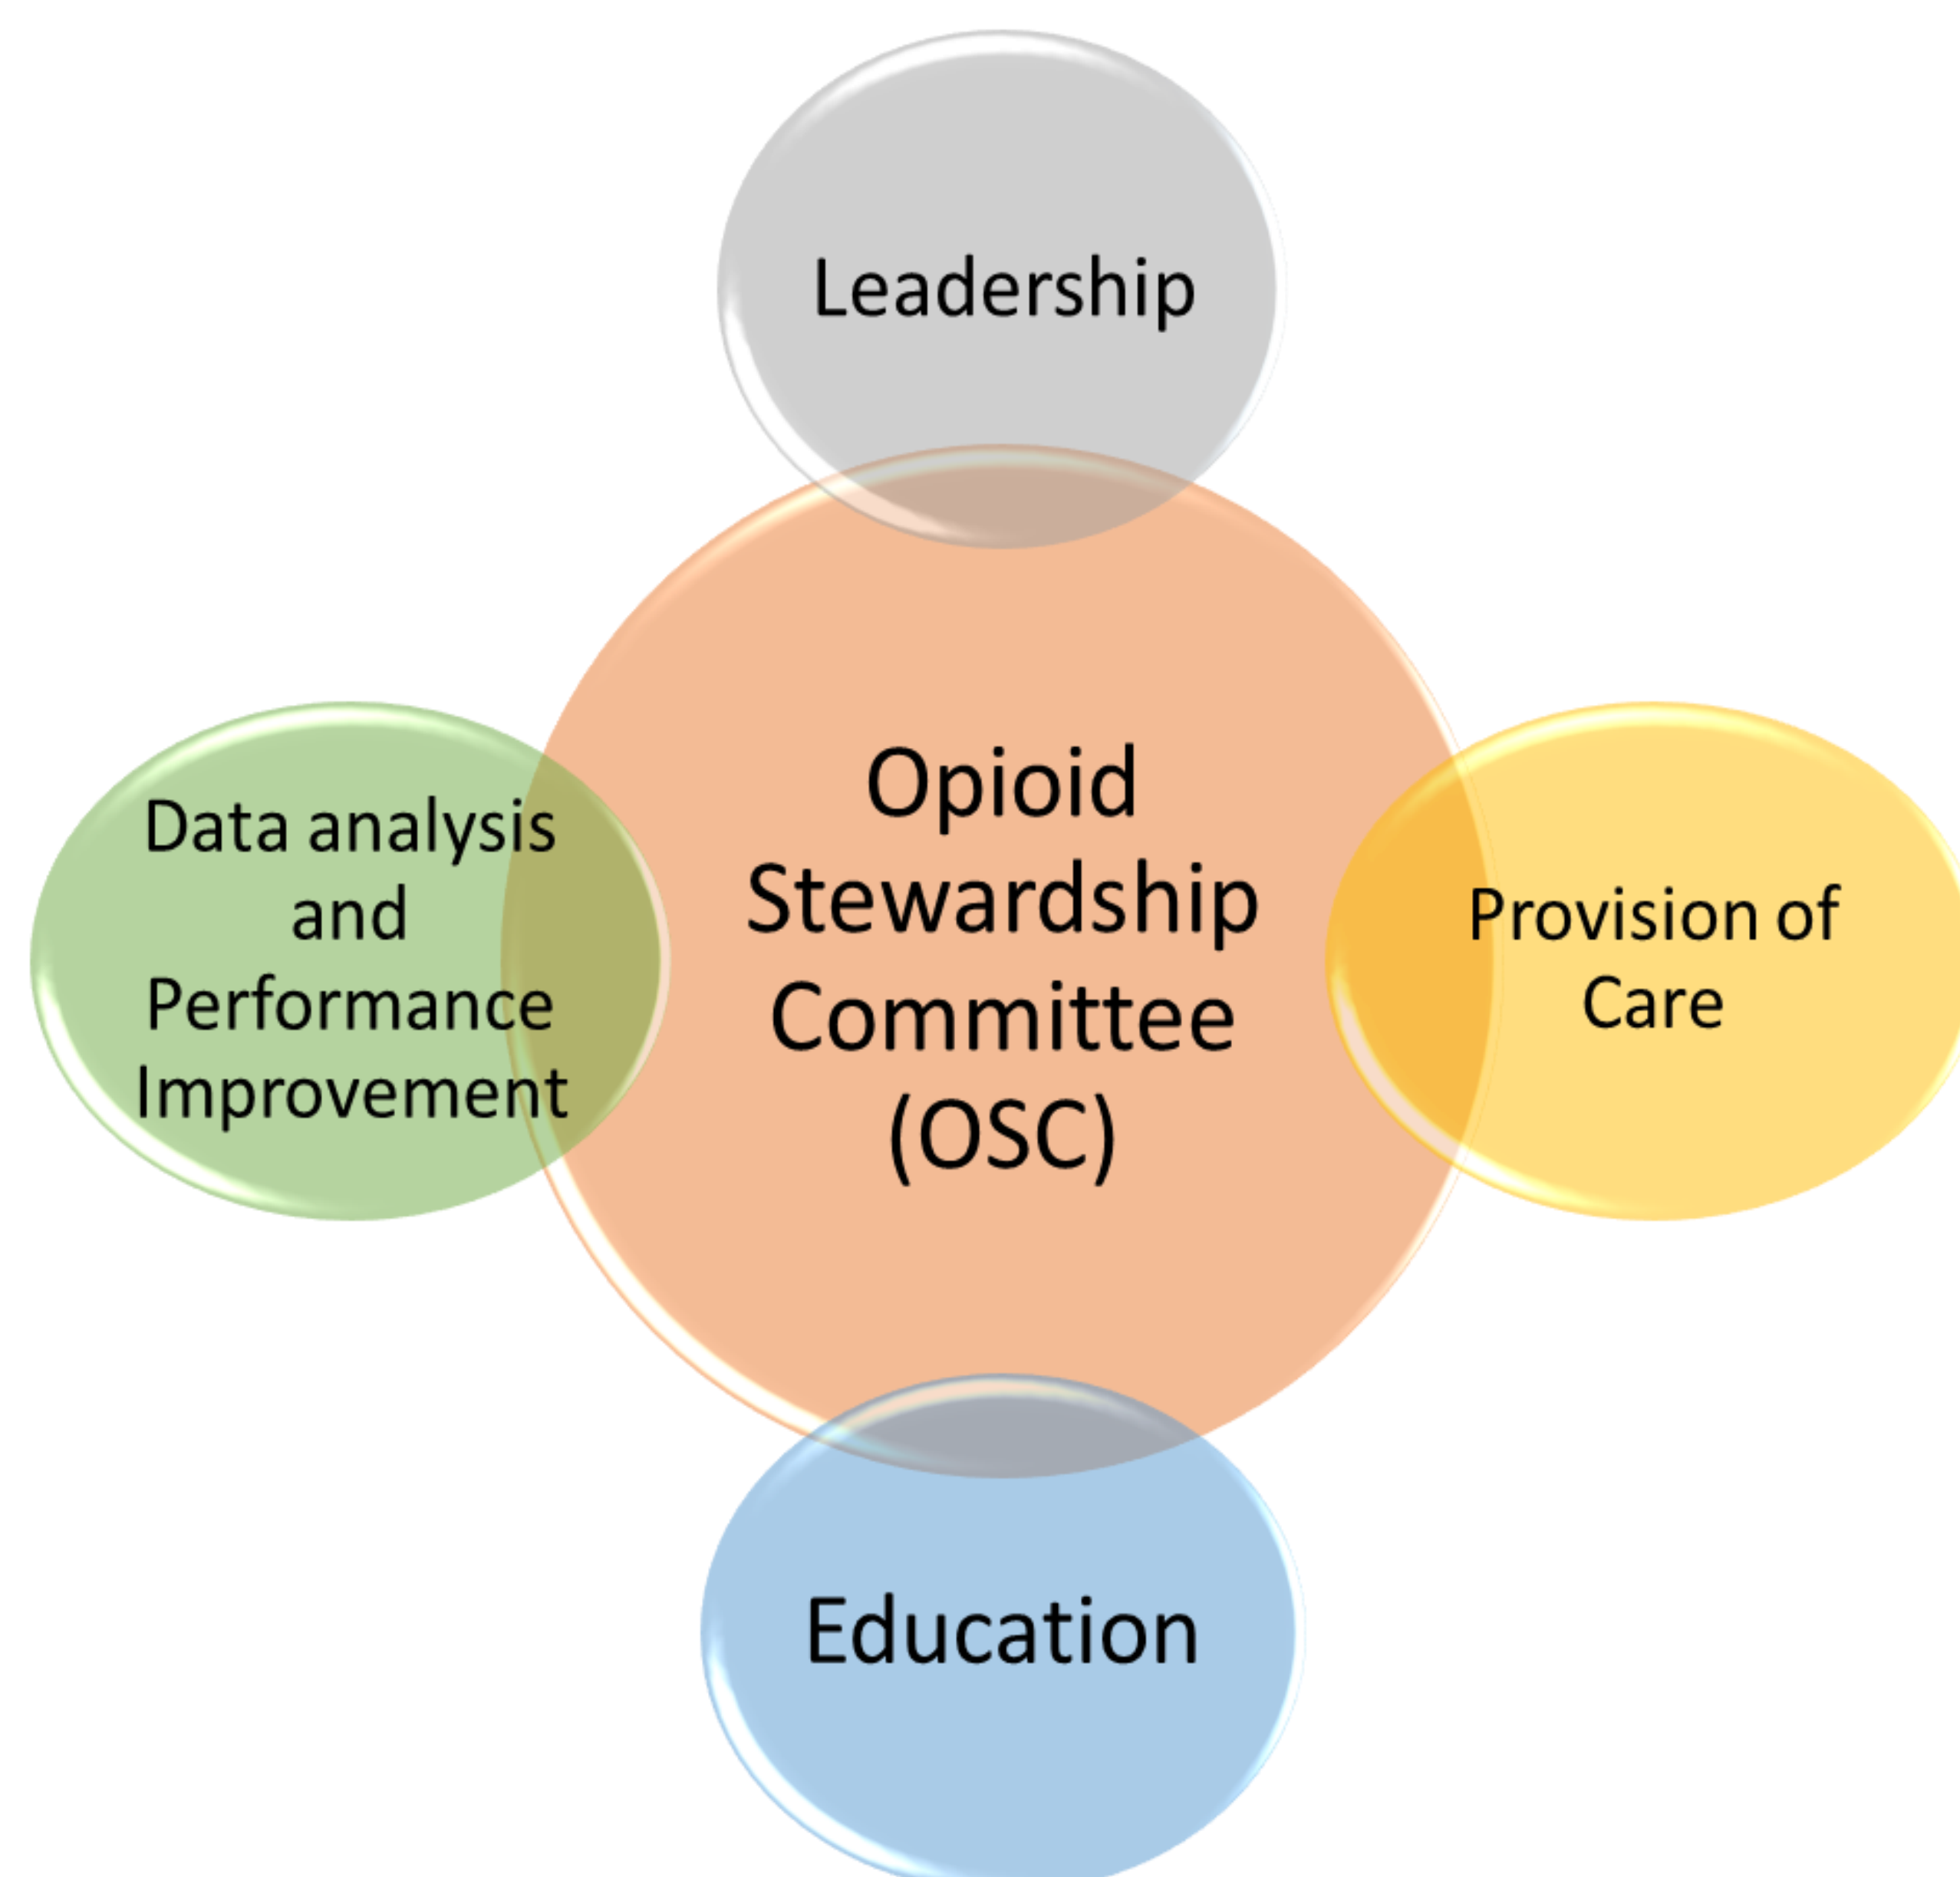 Leadership
Data analysis
and
Performance
Improvement
Opioid
Stewardship
Committee
(OSC)
Provision of
Care
Education